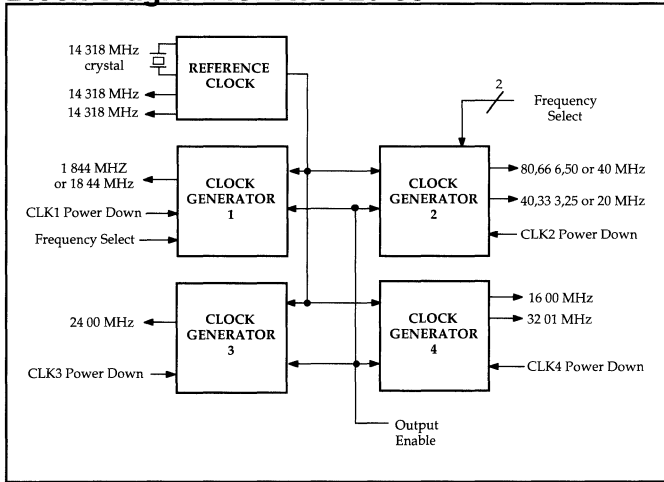 14 318 MHz
crystal
14 318 MHz
14 318 MHz
REFERENCE
CLOCK
2
Frequency
Select
1 844 MHZ
or 18 44 MHz
CLK1 Power Down
Frequency Select
CLOCK
GENERATOR
1
CLOCK
GENERATOR
2
80,66 6,50 or 40 MHz
40,33 3,25 or 20 MHz
CLK2 Power Down
24 00 MHz
CLK3 Power Down
CLOCK
GENERATOR
3
CLOCK
GENERATOR
4
16 00 MHz
32 01 MHz
CLK4 Power Down
Output
Enable